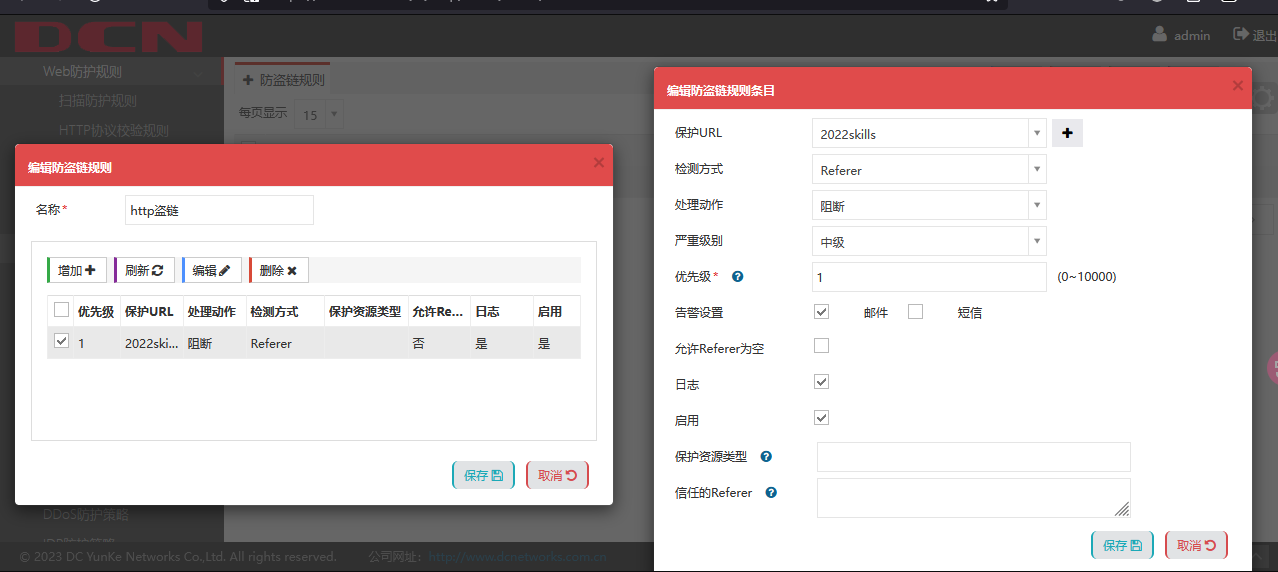 DCN
admin
退出
Web防护规则
扫描防护规则
HTTP协议校验规则
防盗链规则
每页显示
15
编辑防盗链规则
名称*
http盗链
增加
刷新
编辑
删除
优先级 保护URL 处理动作 检测方式 保护资源类型 允许Re... 日志 启用
1 2022ski... 阻断 Referer 否 是 是
保存
取消
编辑防盗链规则条目
保护URL 2022skills
检测方式 Referer
处理动作 阻断
严重级别 中级
优先级* 1 (0~10000)
告警设置 邮件 短信
允许Referer为空
日志
启用
保护资源类型
信任的Referer
保存
取消
DDoS防护策略
© 2023 DC YunKe Networks Co.,Ltd. All rights reserved.
公司网址: http://www.dcnetworks.com.cn